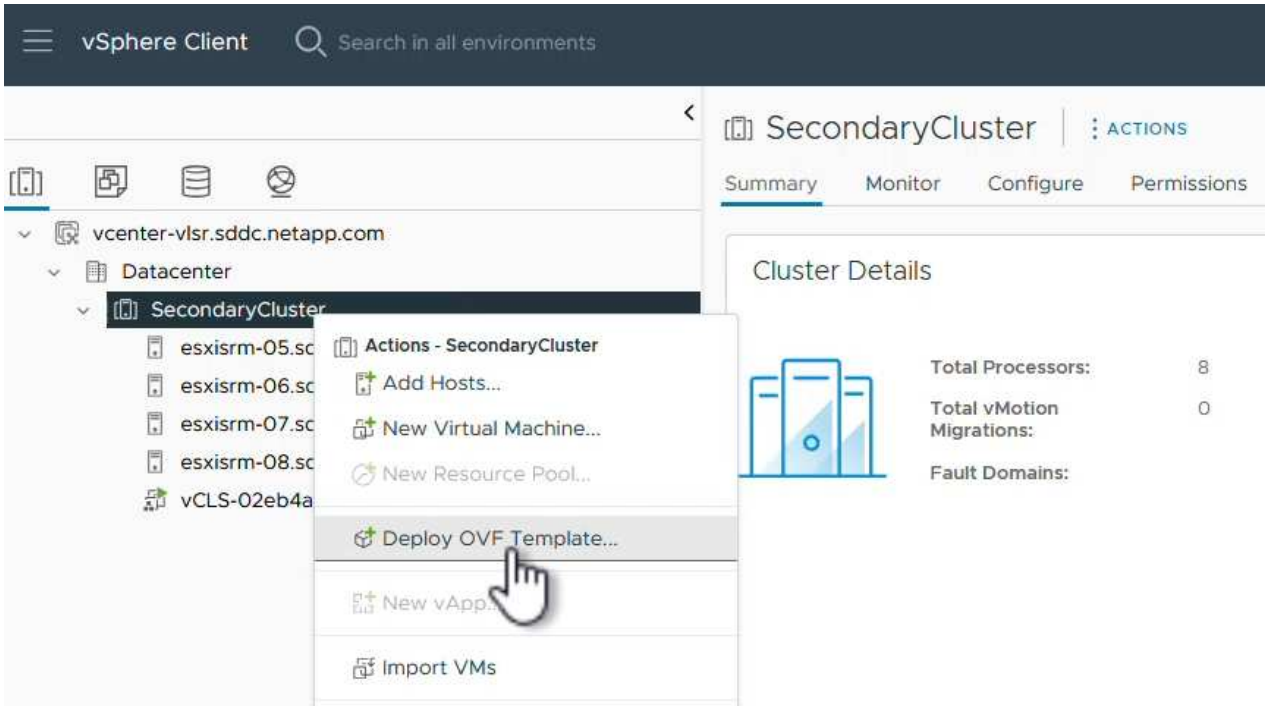 vSphere Client
Search in all environments
SecondaryCluster
ACTIONS
Summary Monitor Configure Permissions
vcenter-vlsr.sddc.netapp.com
Datacenter
SecondaryCluster
esxisrm-05.sc
esxisrm-06.sc
esxisrm-07.sc
esxisrm-08.sc
vCLS-02eb4a
Actions - SecondaryCluster
Add Hosts...
New Virtual Machine...
New Resource Pool...
Deploy OVF Template...
New vApp...
Import VMs
Cluster Details
Total Processors: 8
Total vMotion 0
Migrations:
Fault Domains: